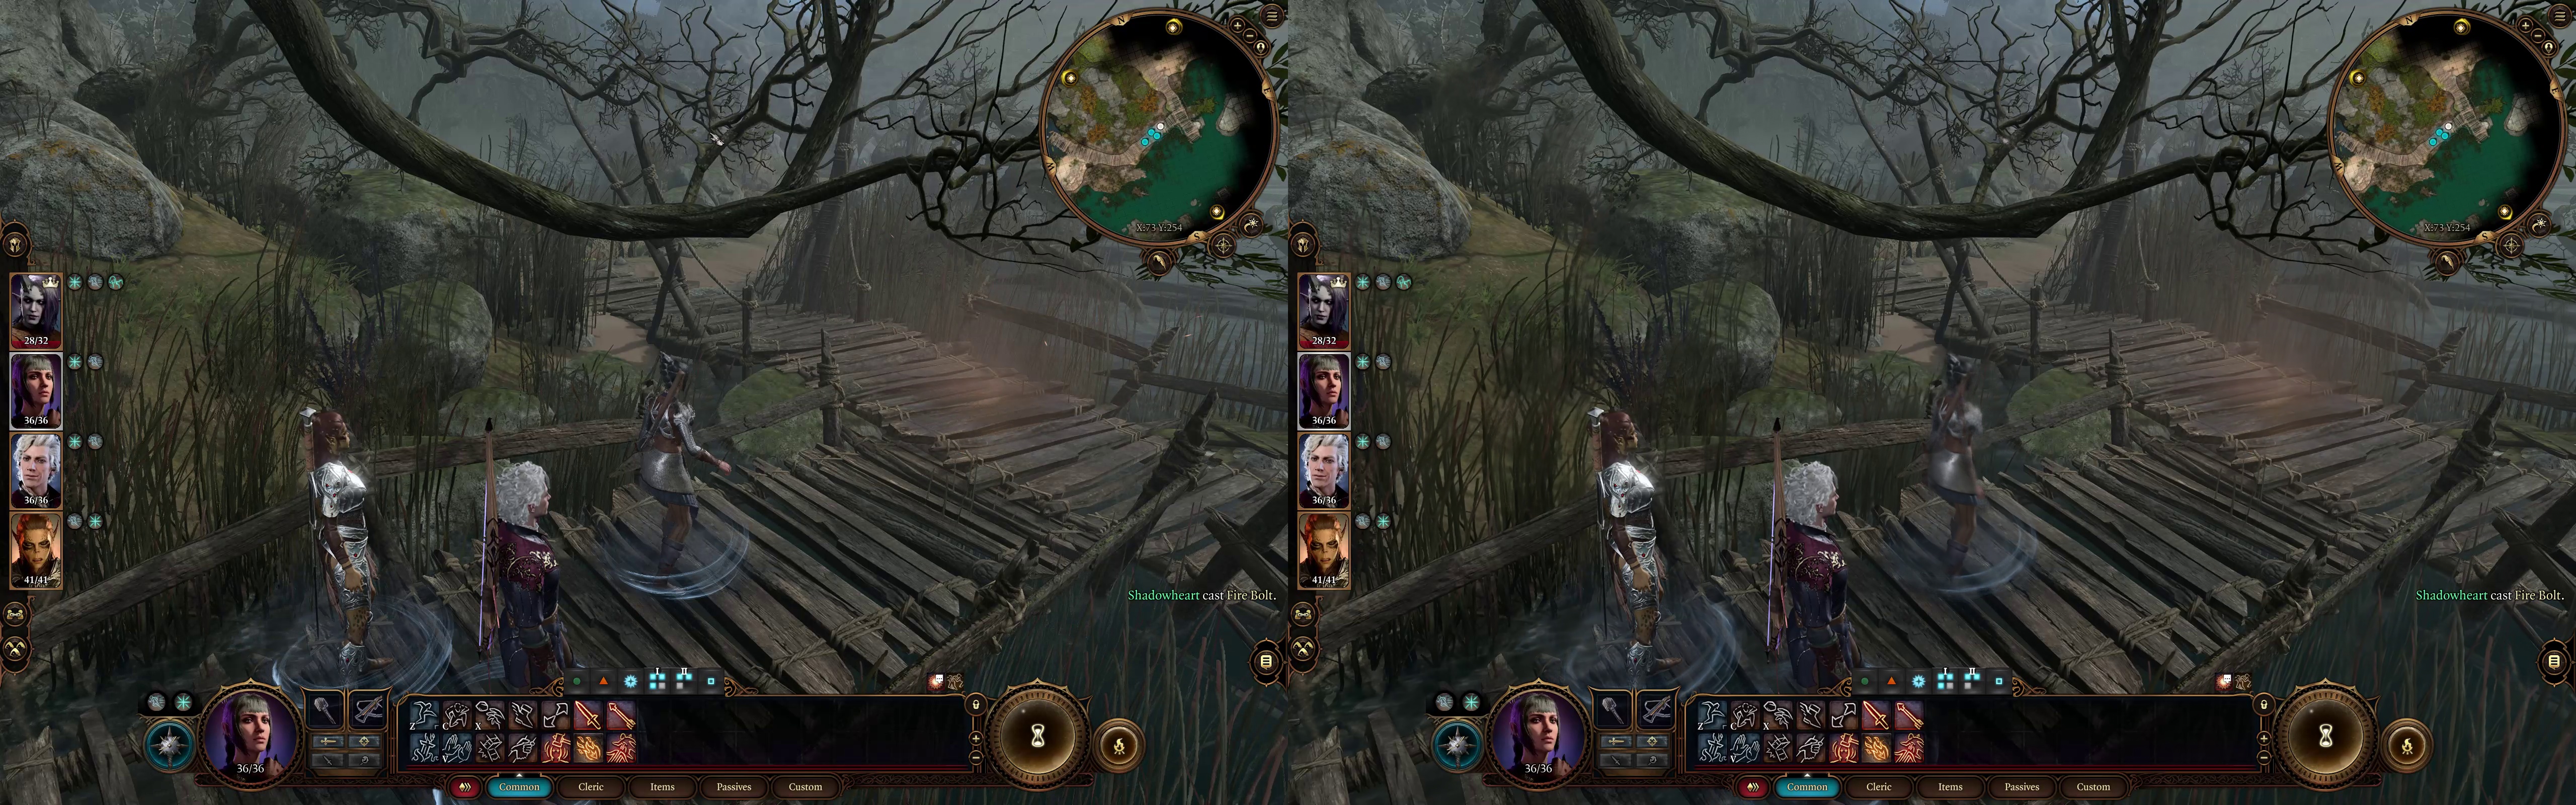 N
X:73 Y:254
S
28/32
36/36
36/36
41/41
Shadowheart cast Fire Bolt.
I II
Z C X
V
36/36
Common Cleric Items Passives Custom
N
X:73 Y:254
S
28/32
36/36
36/36
41/41
Shadowheart cast Fire Bolt.
I II
Z C X
V
36/36
Common Cleric Items Passives Custom